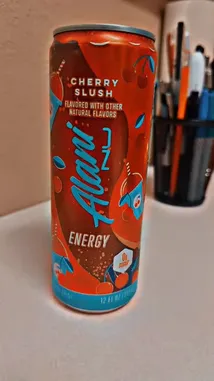 CHERRY
SLUSH
FLAVORED WITH OTHER
NATURAL FLAVORS
Alani
NU
ENERGY
12 FL OZ